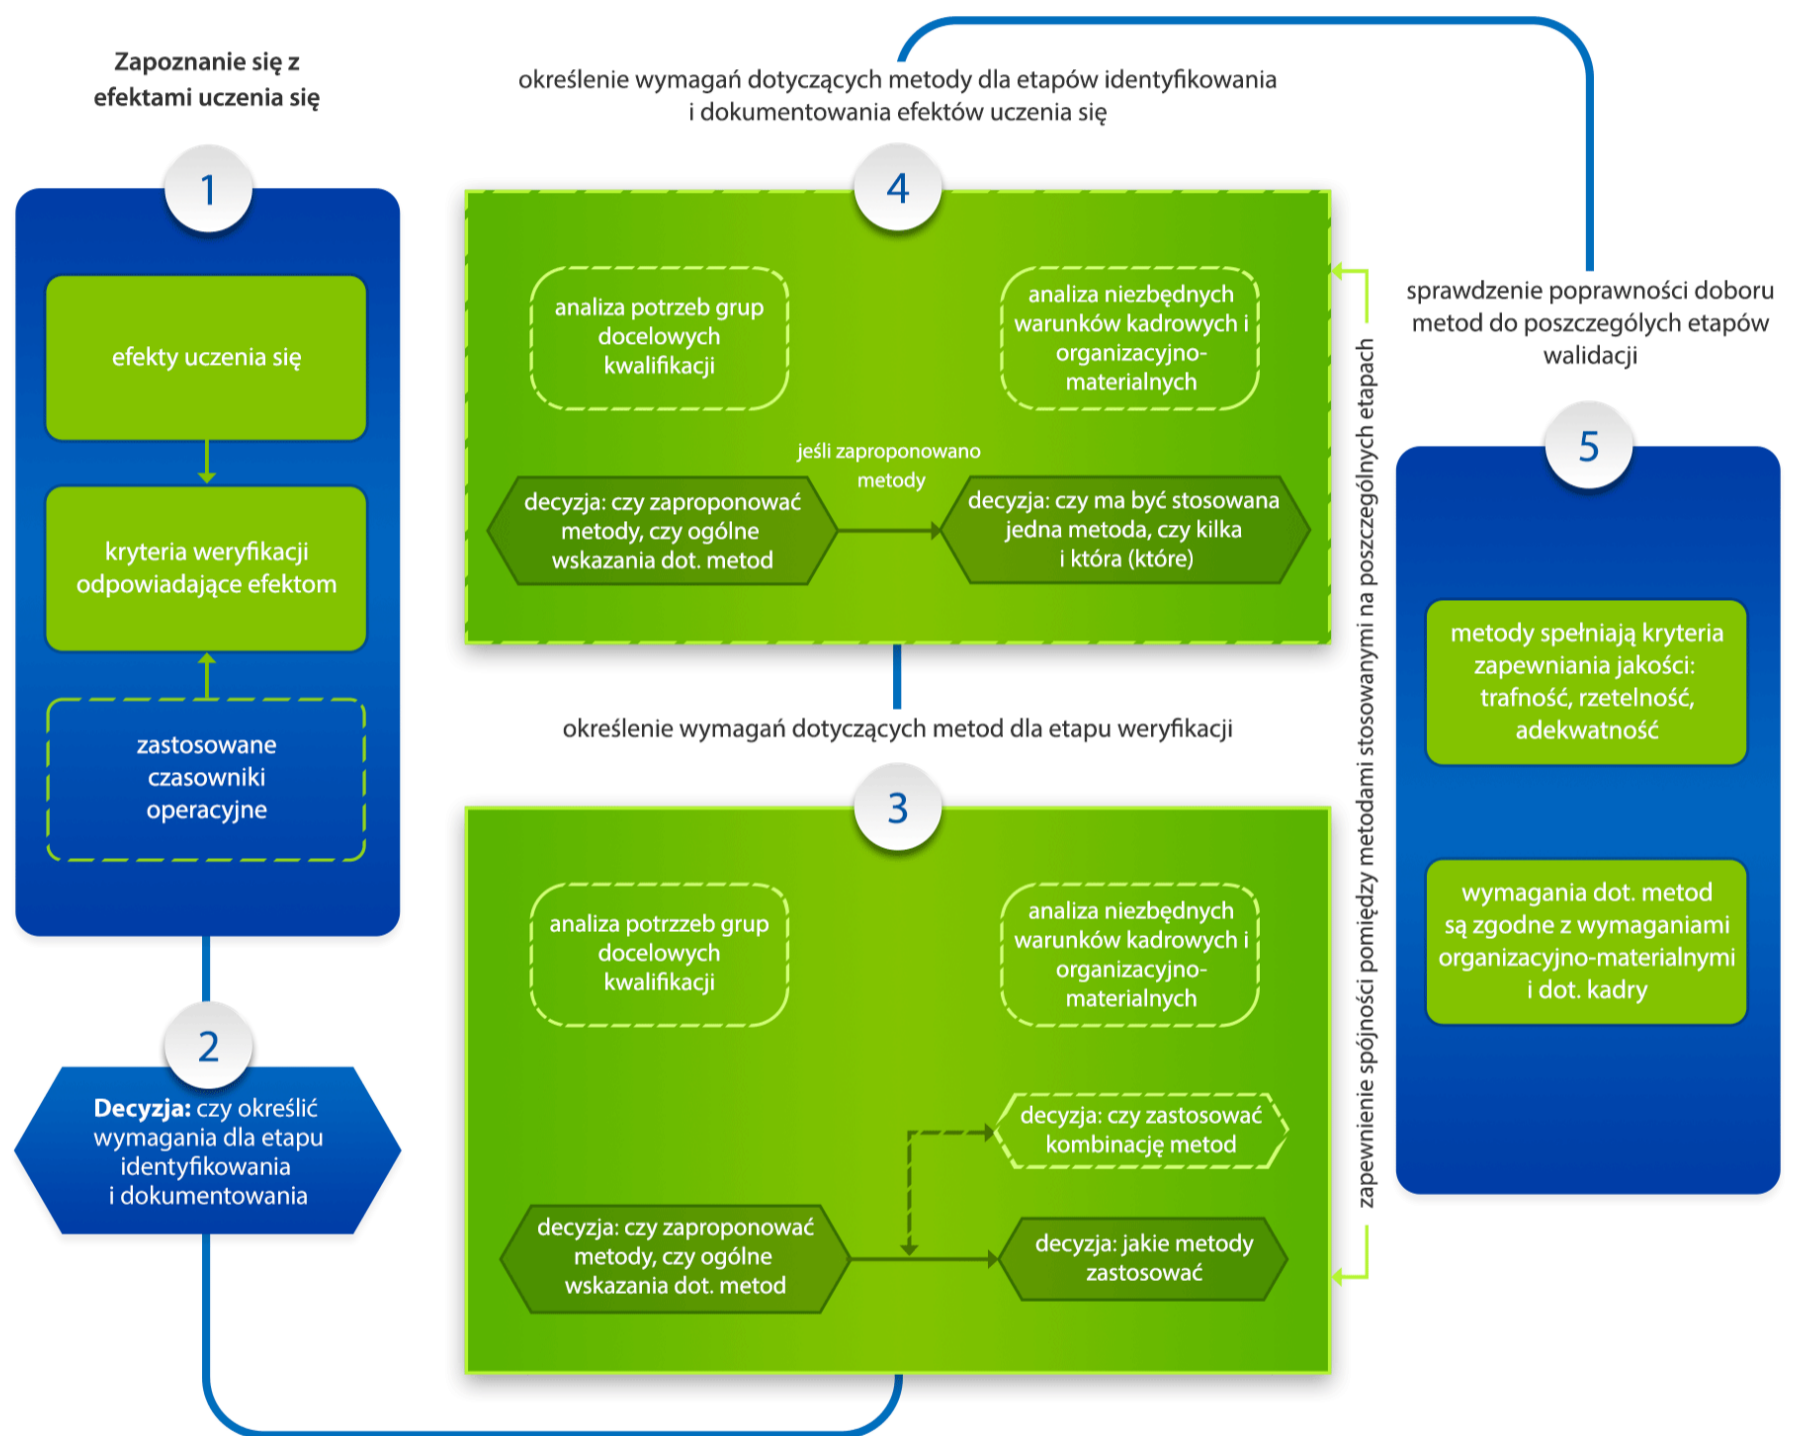 Zapoznanie się z
efektami uczenia się
1
efekty uczenia się
kryteria weryfikacji
odpowiadające efektom
zastosowane
czasowniki
operacyjne
2
Decyzja: czy określić
wymagania dla etapu
identyfikowania
i dokumentowania
określenie wymagań dotyczących metod dla etapu weryfikacji
3
analiza potrzzeb grup
docelowych
kwalifikacji
analiza niezbędnych
warunków kadrowych i
organizacyjno-
materialnych
decyzja: czy zastosować
kombinację metod
decyzja: czy zaproponować
metody, czy ogólne
wskazania dot. metod
decyzja: jakie metody
zastosować
określenie wymagań dotyczących metody dla etapów identyfikowania
i dokumentowania efektów uczenia się
4
analiza potrzeb grup
docelowych
kwalifikacji
analiza niezbędnych
warunków kadrowych i
organizacyjno-
materialnych
jeśli zaproponowano
metody
decyzja: czy zaproponować
metody, czy ogólne
wskazania dot. metod
decyzja: czy ma być stosowana
jedna metoda, czy kilka
i która (które)
zapewnienie spójności pomiędzy metodami stosowanymi na poszczególnych etapach
sprawdzenie poprawności doboru
metod do poszczególych etapów
walidacji
5
metody spełniają kryteria
zapewniania jakości:
trafność, rzetelność,
adekwatność
wymagania dot. metod
są zgodne z wymaganiami
organizacyjno-materialnymi
i dot. kadry